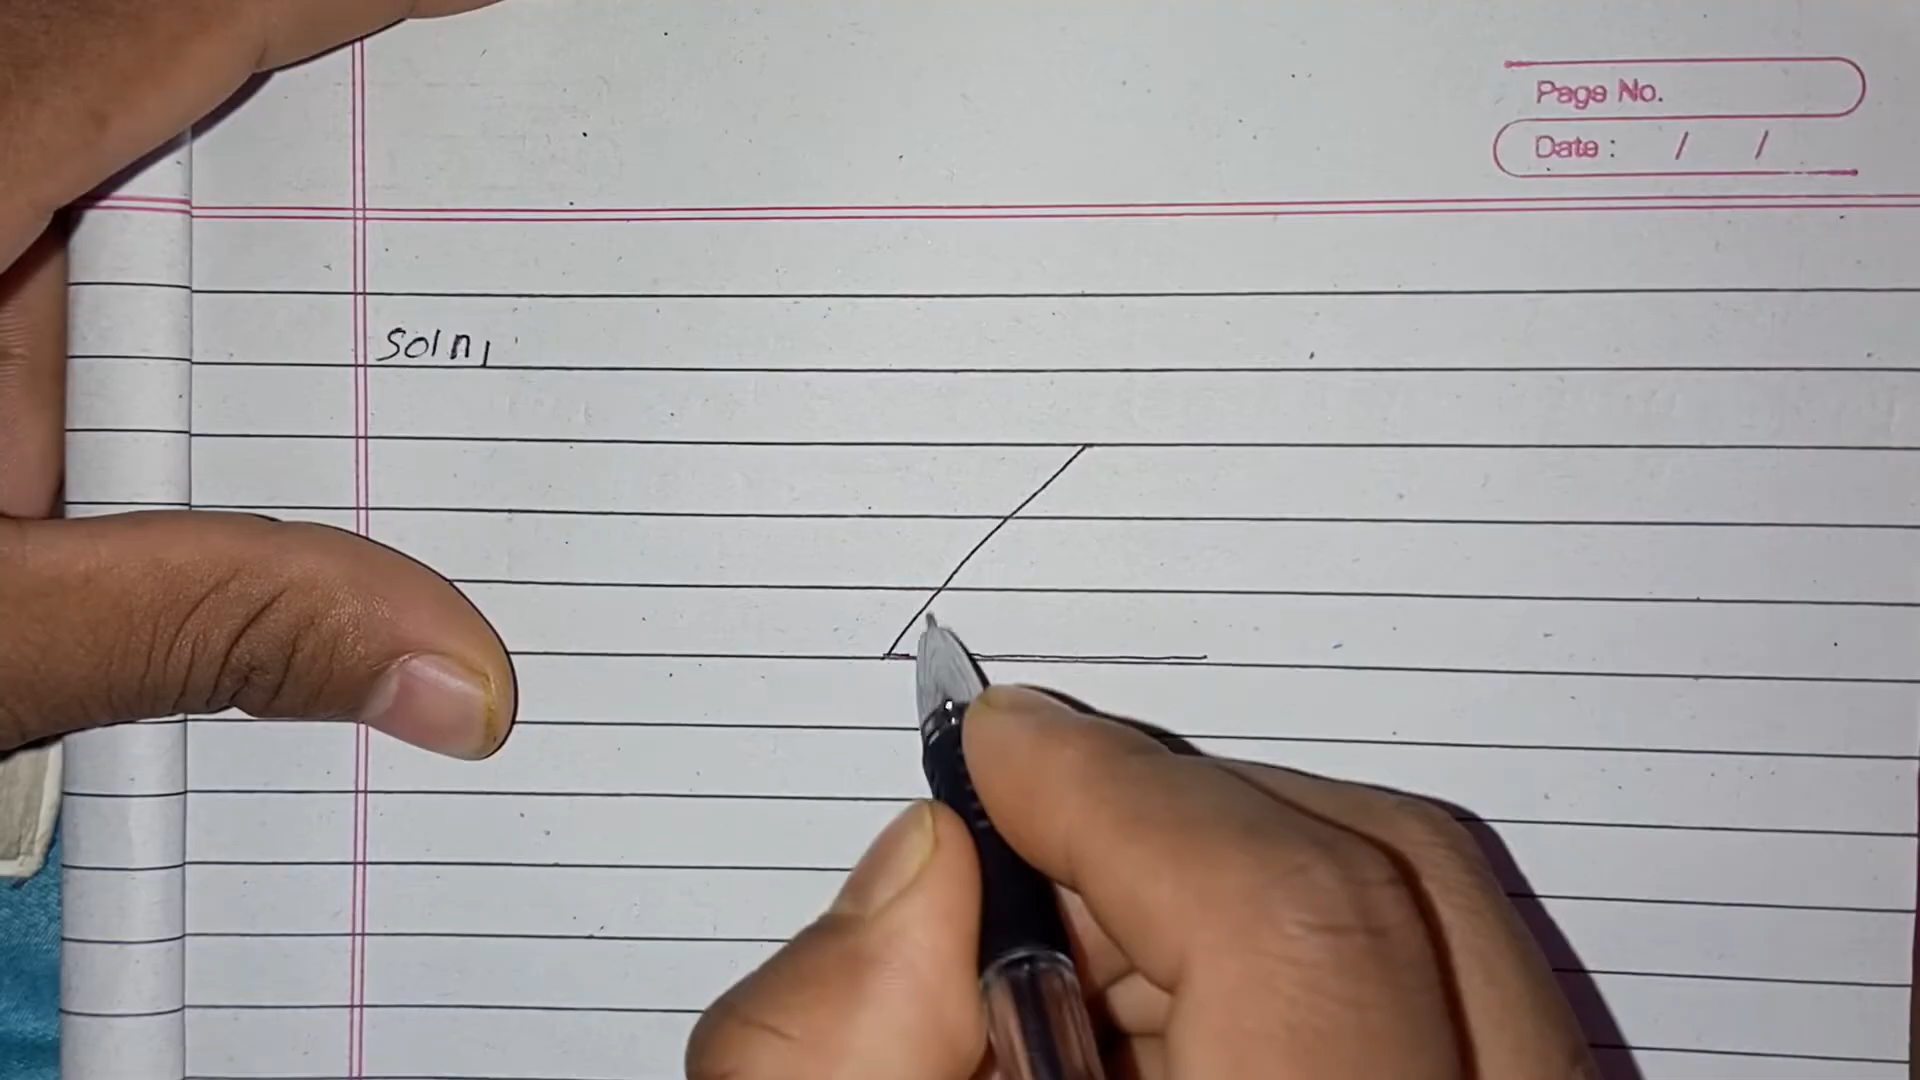 Page No.
Date : / /
Soln,